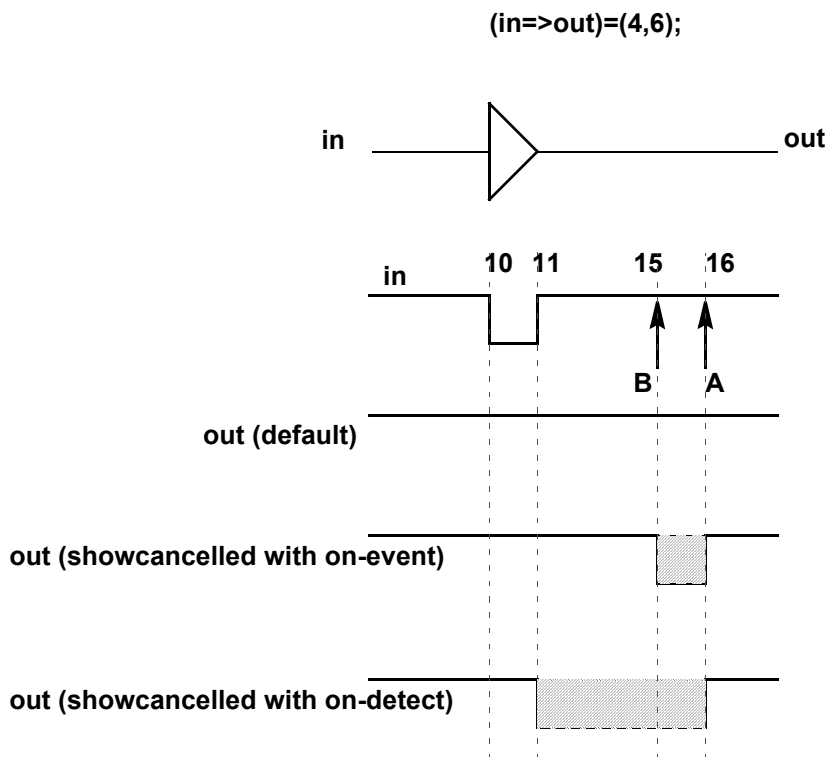 (in=>out)=(4,6);
in out
in 10 11 15 16
B A
out (default)
out (showcancelled with on-event)
out (showcancelled with on-detect)